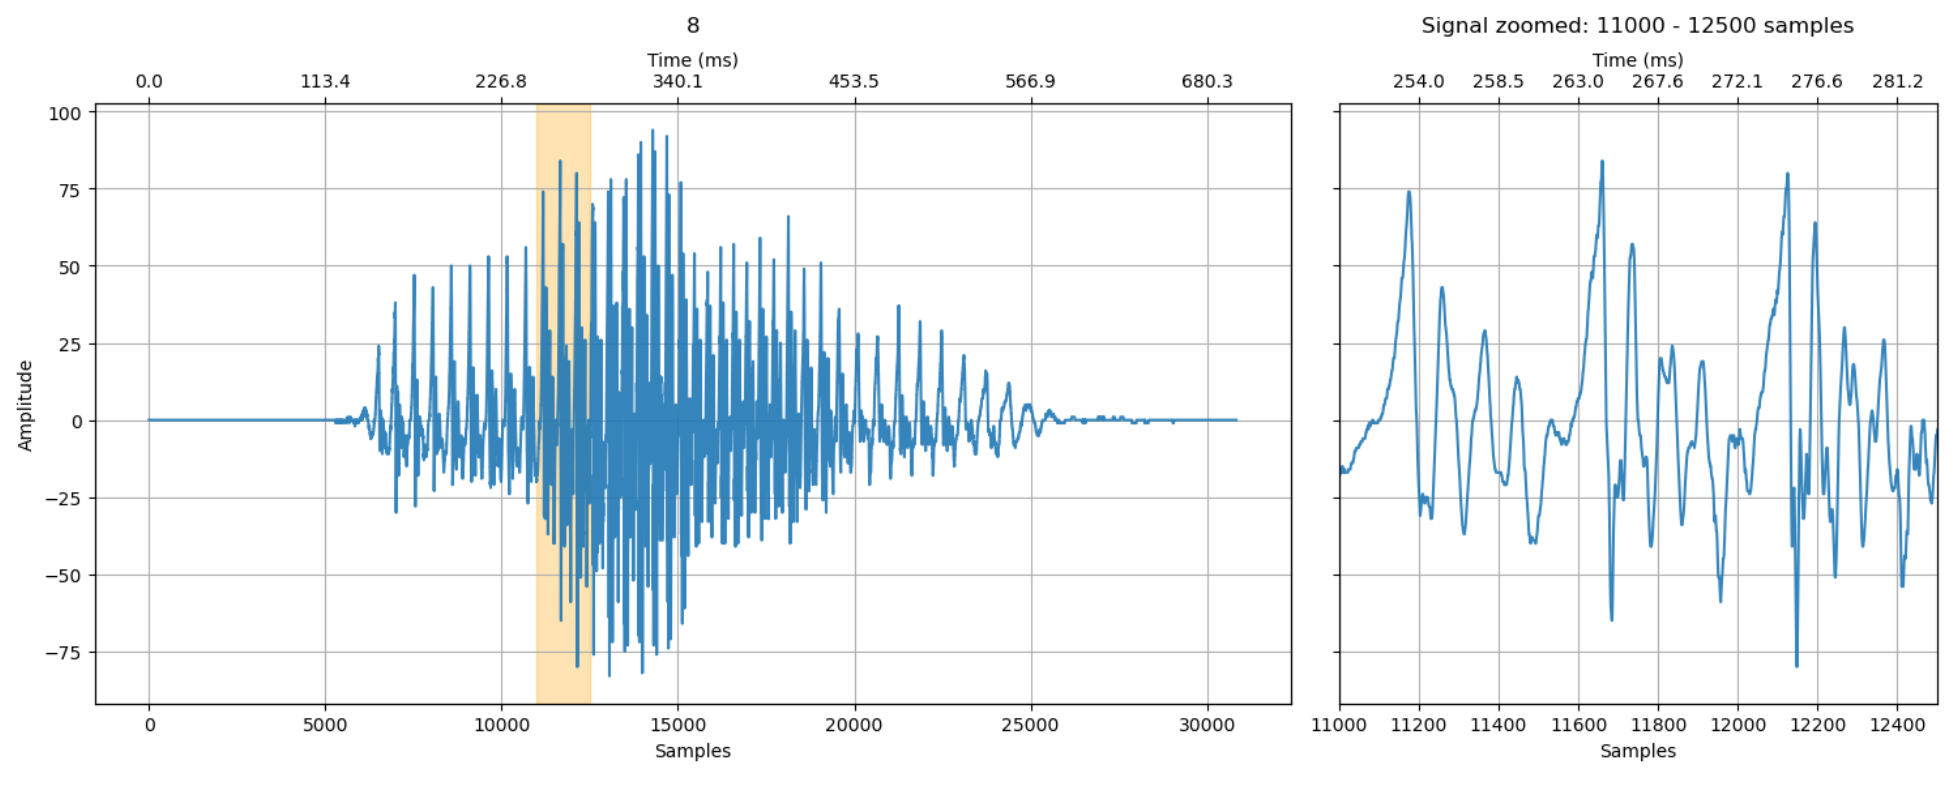 8
Time (ms)
0.0 113.4 226.8 340.1 453.5 566.9 680.3
100
75
50
25
0
−25
−50
−75
Amplitude
0 5000 10000 15000 20000 25000 30000
Samples
Signal zoomed: 11000 - 12500 samples
Time (ms)
254.0 258.5 263.0 267.6 272.1 276.6 281.2
11000 11200 11400 11600 11800 12000 12200 12400
Samples